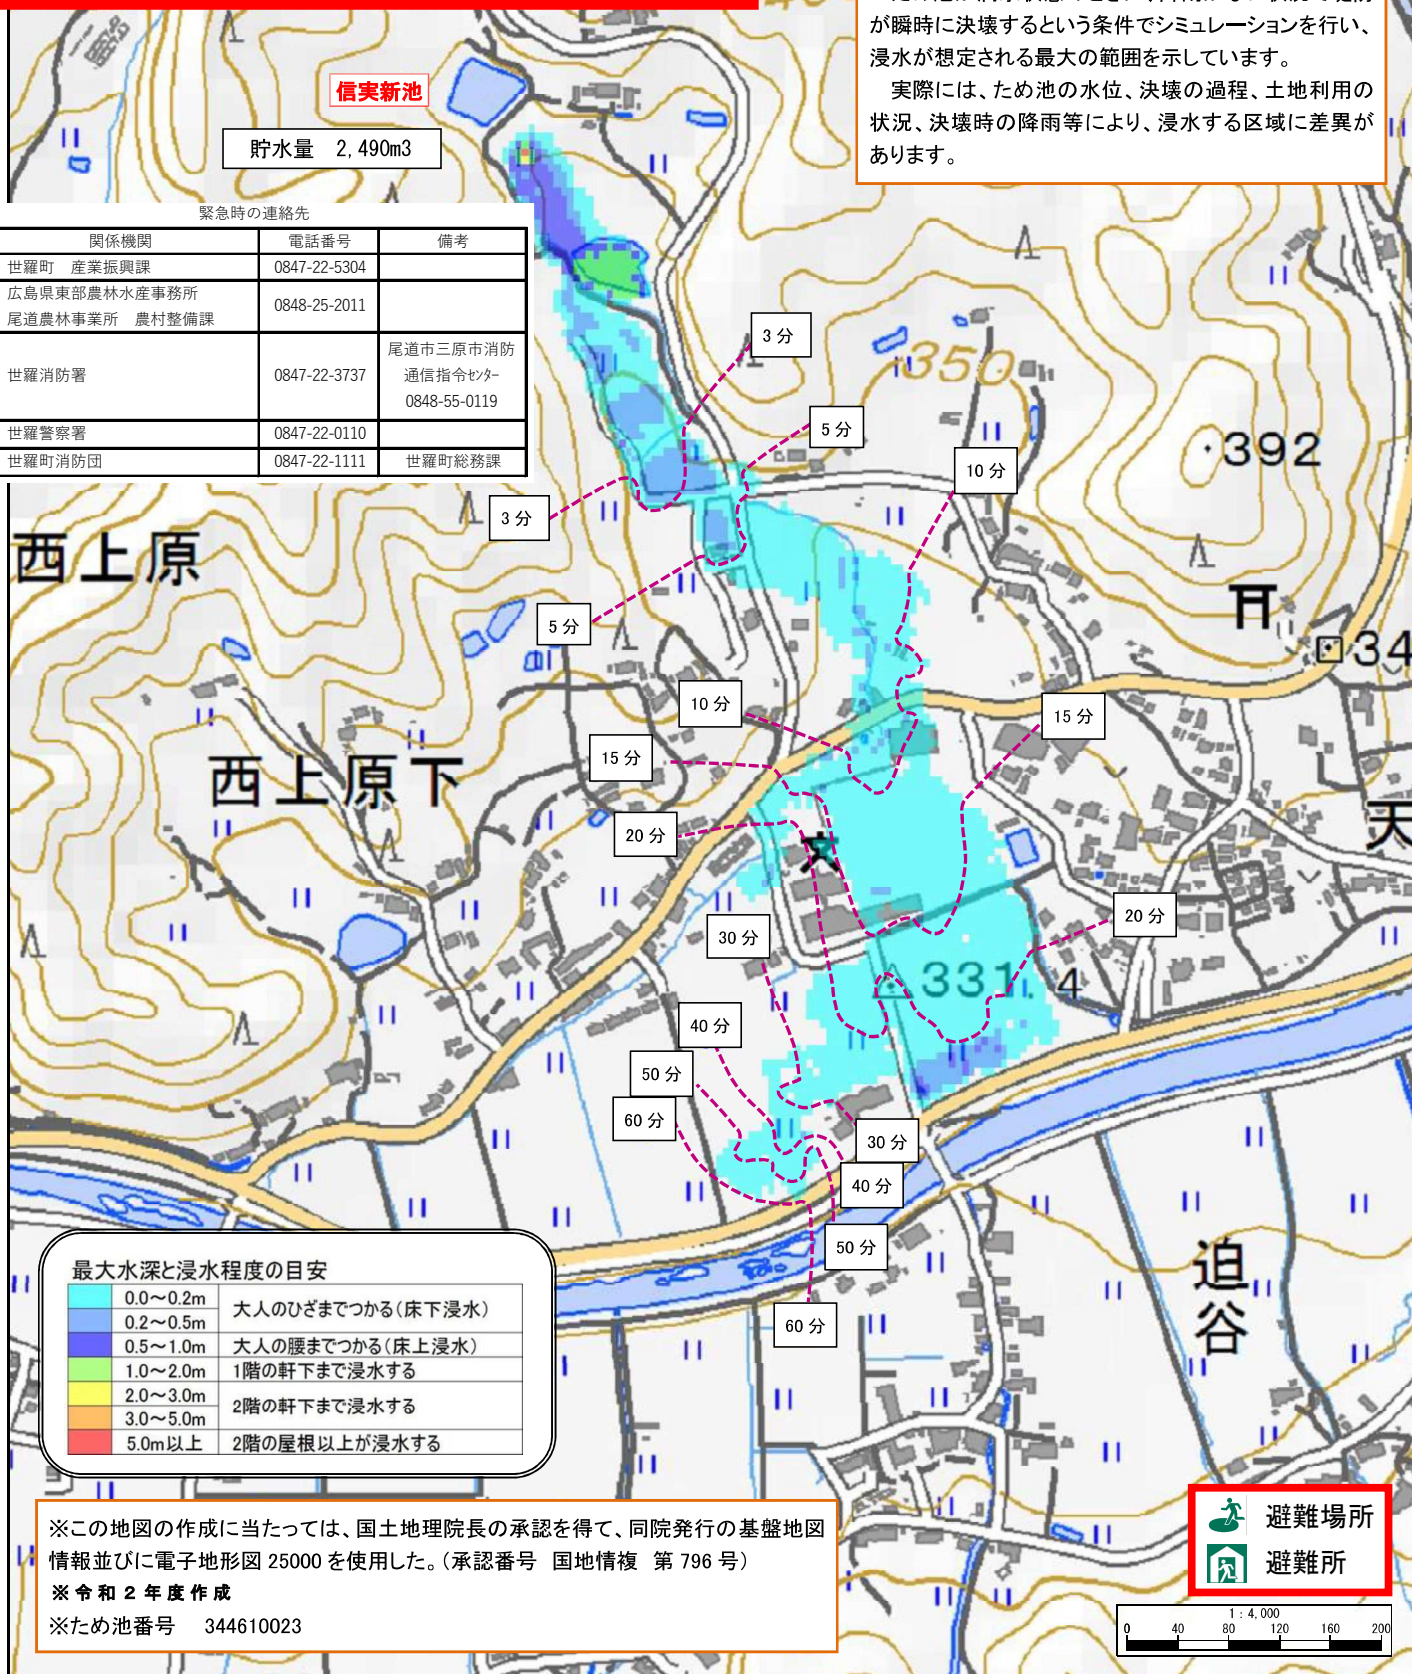 が瞬時に決壊するという条件でシミュレーションを行い、
浸水が想定される最大の範囲を示しています。
実際には、ため池の水位、決壊の過程、土地利用の
状況、決壊時の降雨等により、浸水する区域に差異が
あります。
信実新池
貯水量 2,490m3
緊急時の連絡先
関係機関 電話番号 備考
世羅町 産業振興課 0847-22-5304
広島県東部農林水産事務所
尾道農林事業所 農村整備課 0848-25-2011
世羅消防署 0847-22-3737 尾道市三原市消防
通信指令センター
0848-55-0119
世羅警察署 0847-22-0110
世羅町消防団 0847-22-1111 世羅町総務課
3分
350
5分
392
10分
3分
西上原
5分
34
10分
15分
15分
西上原下
天
20分
文
20分
30分
331.4
40分
50分
60分
30分
40分
50分
迫谷
60分
最大水深と浸水程度の目安
0.0～0.2m 大人のひざまでつかる(床下浸水)
0.2～0.5m
0.5～1.0m 大人の腰までつかる(床上浸水)
1.0～2.0m 1階の軒下まで浸水する
2.0～3.0m 2階の軒下まで浸水する
3.0～5.0m
5.0m以上 2階の屋根以上が浸水する
※この地図の作成に当たっては、国土地理院長の承認を得て、同院発行の基盤地図
情報並びに電子地形図25000を使用した。(承認番号 国地情複 第796号)
※令和2年度作成
※ため池番号 344610023
避難場所
避難所
1:4,000
0 40 80 120 160 200